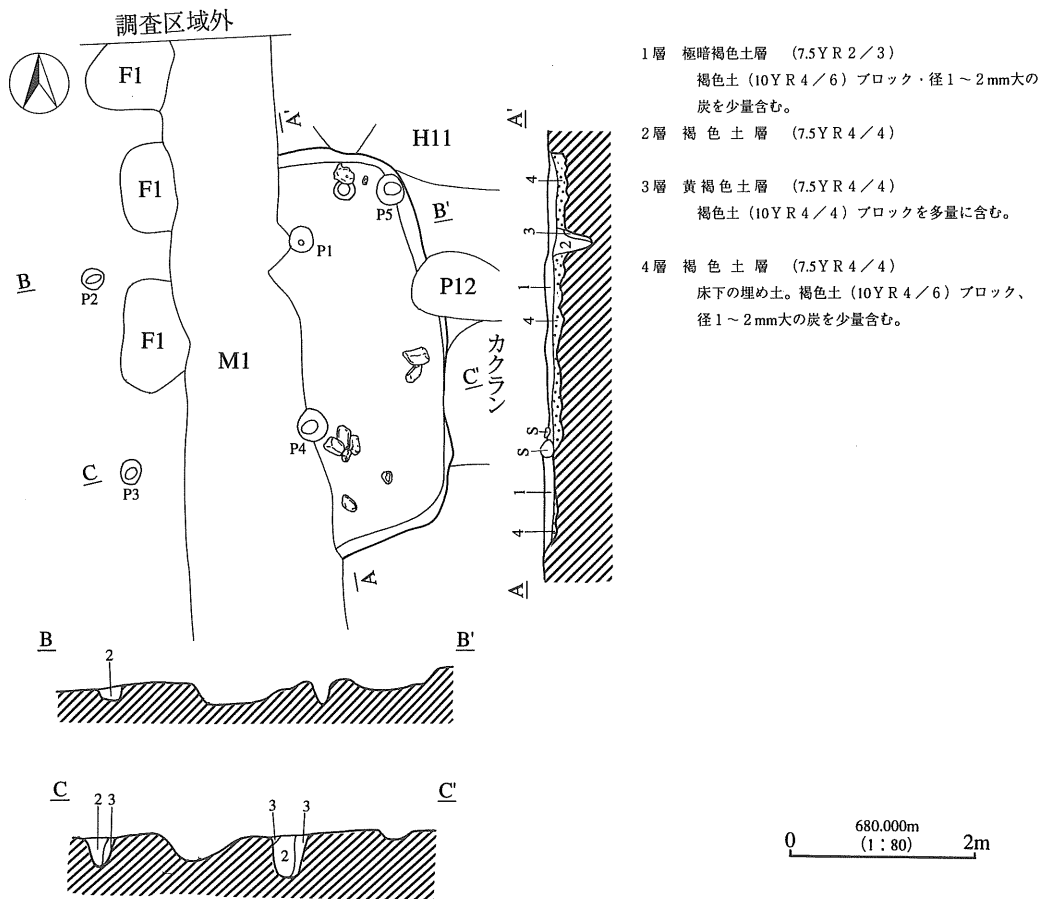 調査区域外
F1
A'
H11
F1
P5
B'
P1
B
P2
P12
F1
M1
カクラン
C'
P4
C
P3
A
A'
4
3
2
1
4
S
S
1
4
A
1層 極暗褐色土層 (7.5YR2/3)
褐色土(10YR4/6)ブロック・径1~2mm大の
炭を少量含む。
2層 褐色土層 (7.5YR4/4)
3層 黄褐色土層 (7.5YR4/4)
褐色土(10YR4/4)ブロックを多量に含む。
4層 褐色土層 (7.5YR4/4)
床下の埋め土。褐色土(10YR4/6)ブロック、
径1~2mm大の炭を少量含む。
B B'
2
C C'
2 3 3 3
2
680.000m
0 (1:80) 2m